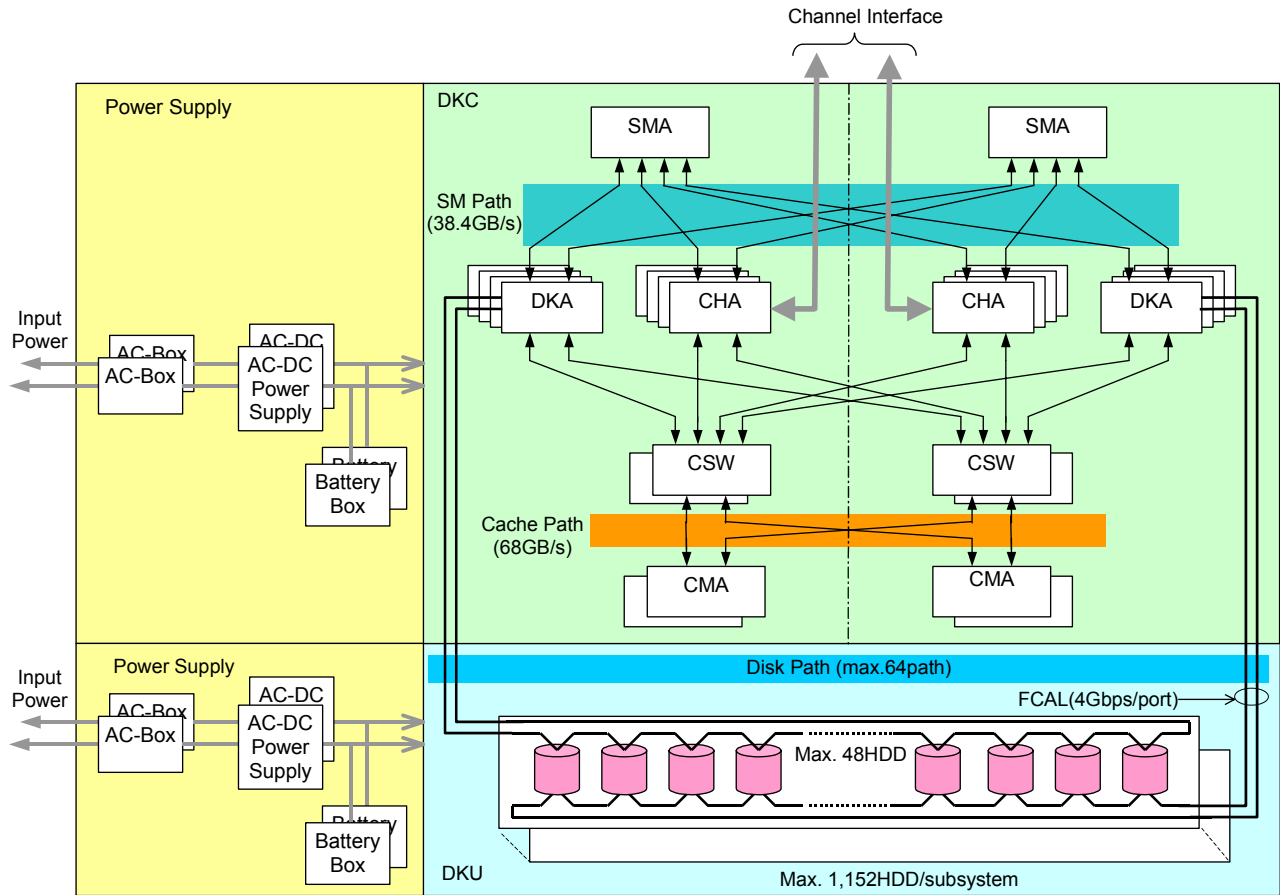 Channel Interface
Power Supply
DKC
SMA
SMA
SM Path
(38.4GB/s)
DKA
CHA
CHA
DKA
Input
Power
AC-Box
AC-Box
AC-DC
AC-DC
Power
Supply
Battery
Battery
Box
CSW
CSW
Cache Path
(68GB/s)
CMA
CMA
Power Supply
Disk Path (max.64path)
Input
Power
FCAL(4Gbps/port)
AC-Box
AC-Box
AC-DC
AC-DC
Power
Supply
Battery
Battery
Box
Max. 48HDD
DKU
Max. 1,152HDD/subsystem